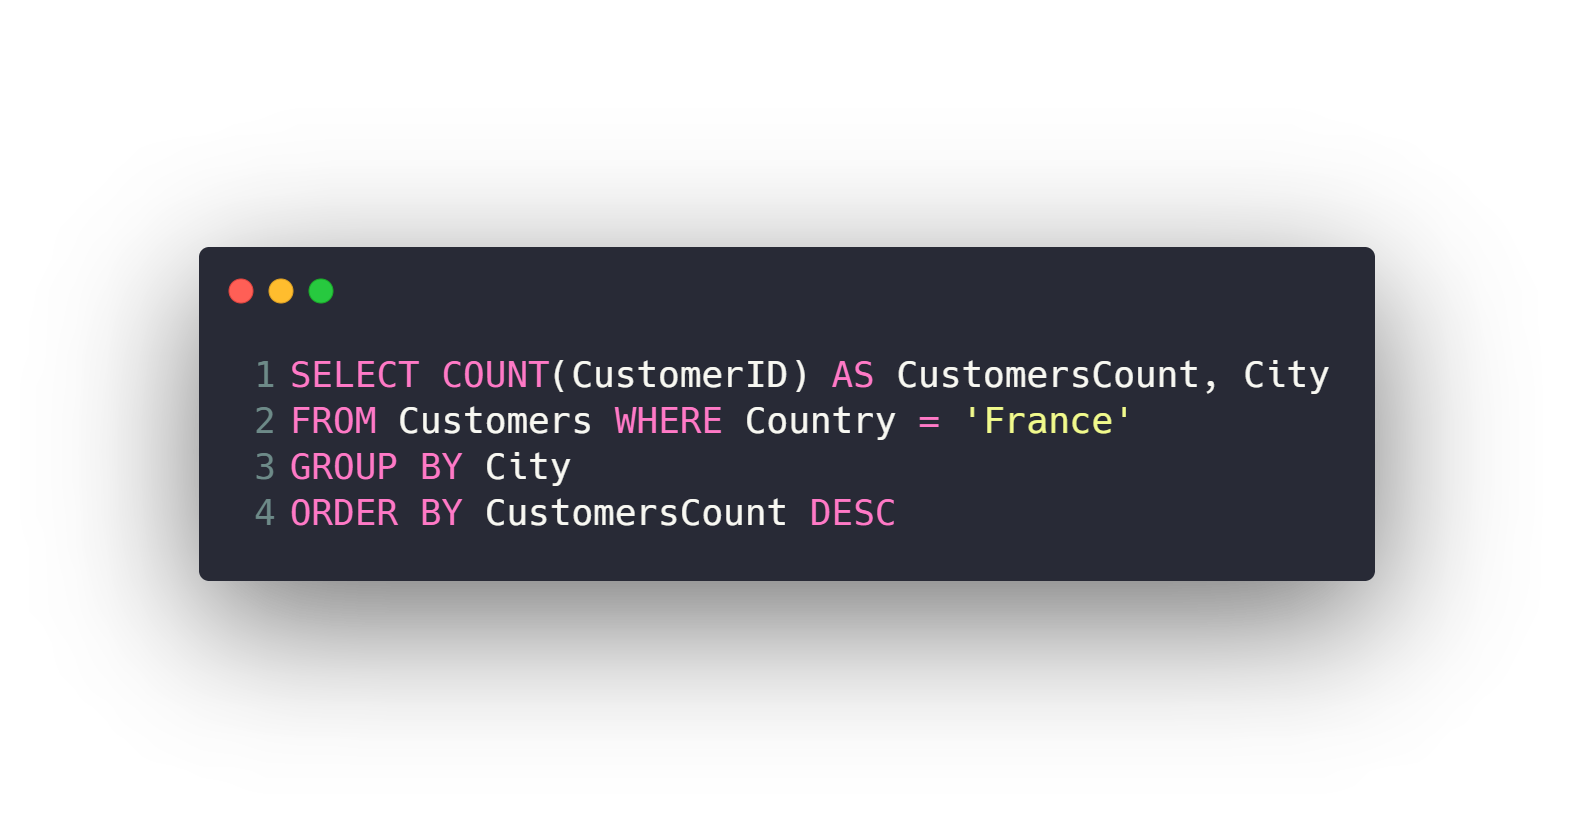 1 SELECT COUNT(CustomerID) AS CustomersCount, City
2 FROM Customers WHERE Country = 'France'
3 GROUP BY City
4 ORDER BY CustomersCount DESC